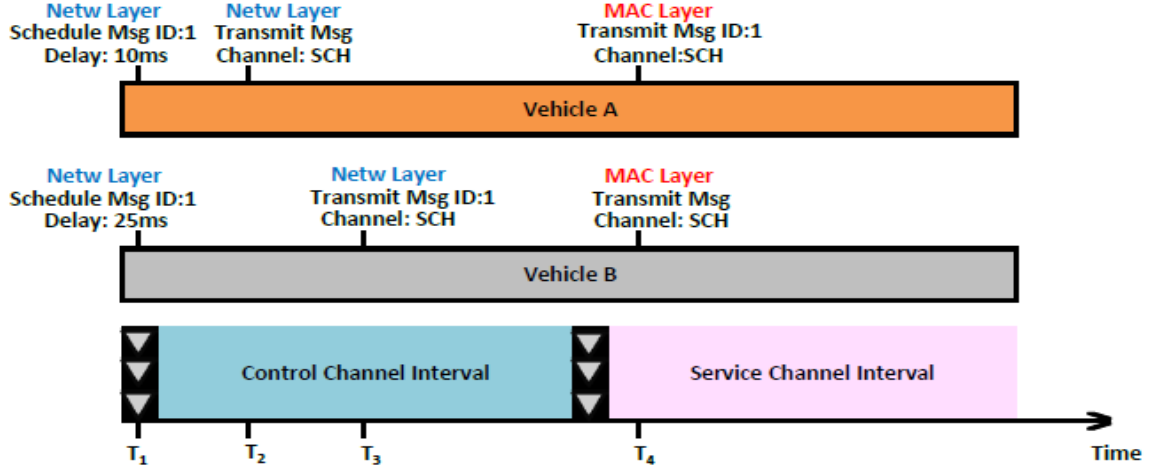 Netw Layer
Schedule Msg ID:1
Delay: 10ms
Netw Layer
Transmit Msg
Channel: SCH
MAC Layer
Transmit Msg ID:1
Channel:SCH
Vehicle A
Netw Layer
Schedule Msg ID:1
Delay: 25ms
Netw Layer
Transmit Msg ID:1
Channel: SCH
MAC Layer
Transmit Msg
Channel: SCH
Vehicle B
Control Channel Interval
Service Channel Interval
T1
T2
T3
T4
Time